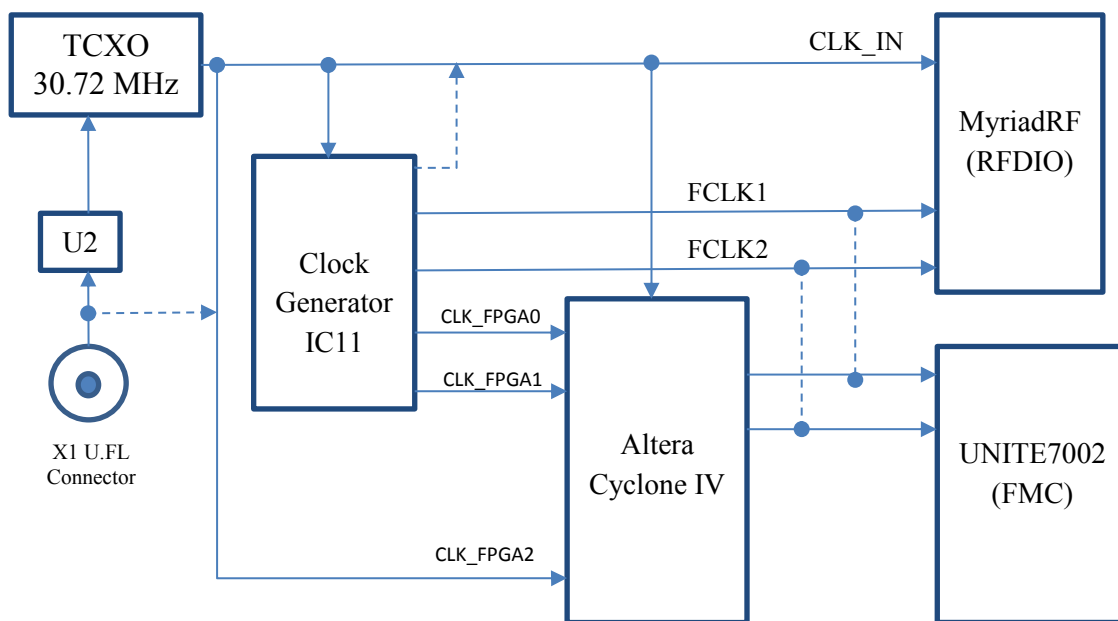 TCXO
30.72 MHz
CLK_IN
MyriadRF
(RFDIO)
FCLK1
U2
FCLK2
Clock
Generator
IC11
CLK_FPGA0
CLK_FPGA1
X1 U.FL
Connector
Altera
Cyclone IV
UNITE7002
(FMC)
CLK_FPGA2